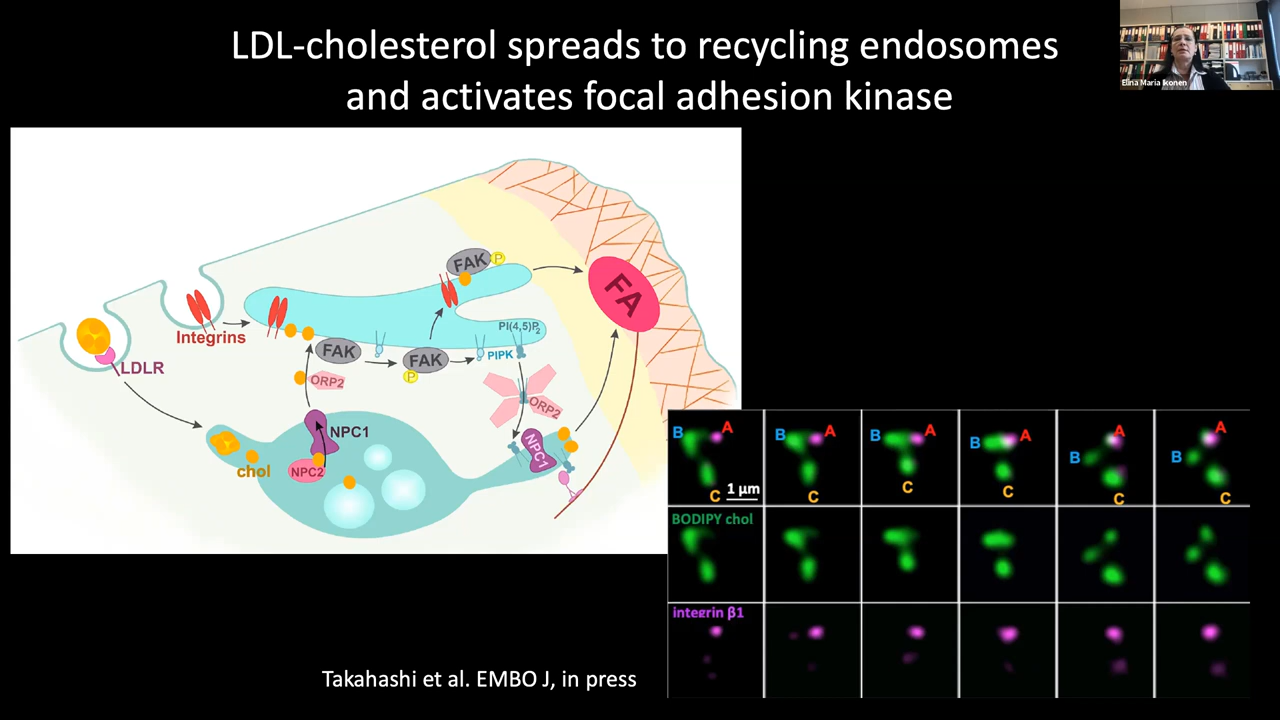 LDL-cholesterol spreads to recycling endosomes
and activates focal adhesion kinase
Elina Maria Ikonen
FAK
P
FA
PI(4,5)P2
Integrins
LDLR
FAK
FAK
PIPK
P
ORP2
ORP2
NPC1
NPC1
chol
NPC2
B
A
C
1 µm
B
A
C
B
A
C
B
A
C
A
B
C
A
B
C
BODIPY chol
integrin β1
Takahashi et al. EMBO J, in press